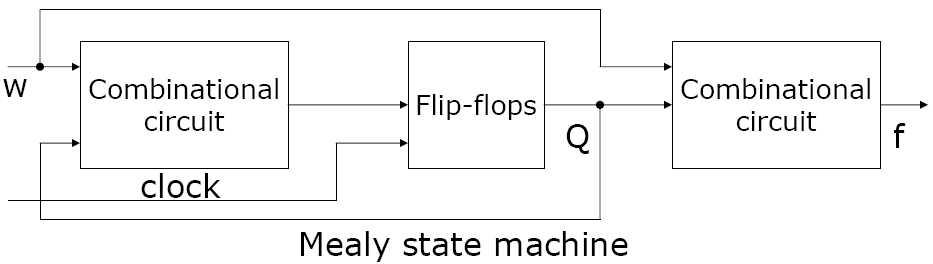 w
Combinational
circuit
Flip-flops
Combinational
circuit
Q
f
clock
Mealy state machine